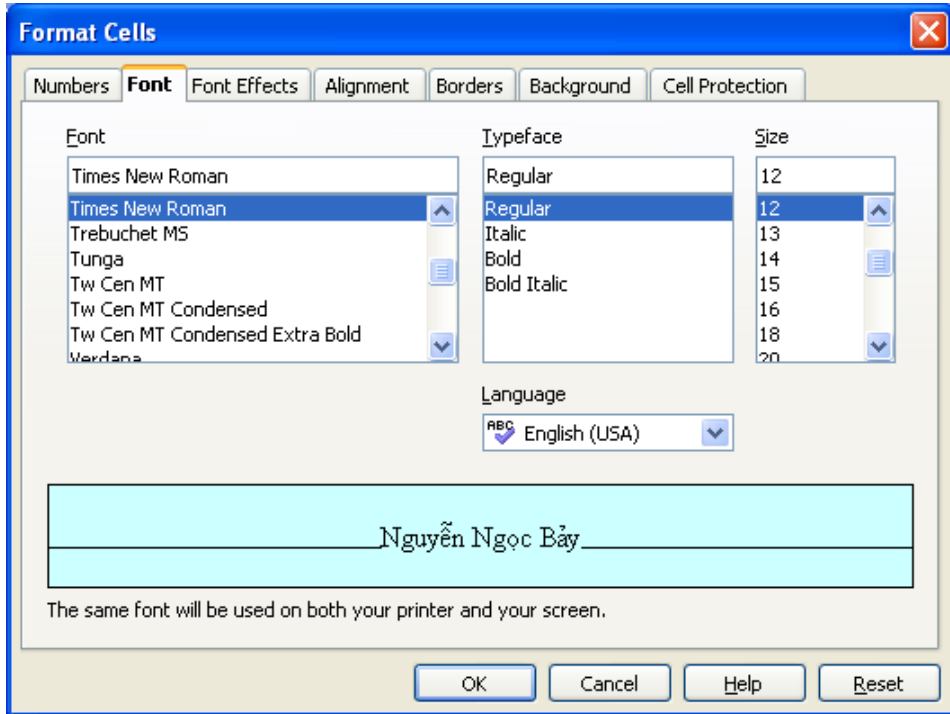 Format Cells
Numbers Font Font Effects Alignment Borders Background Cell Protection
Font Typeface Size
Times New Roman Regular 12
Times New Roman Regular 12
Trebuchet MS Italic 13
Tunga Bold 14
Tw Cen MT Bold Italic 15
Tw Cen MT Condensed 16
Tw Cen MT Condensed Extra Bold 18
Verdana 20
Language
ABC English (USA)
Nguyễn Ngọc Bảy
The same font will be used on both your printer and your screen.
OK Cancel Help Reset